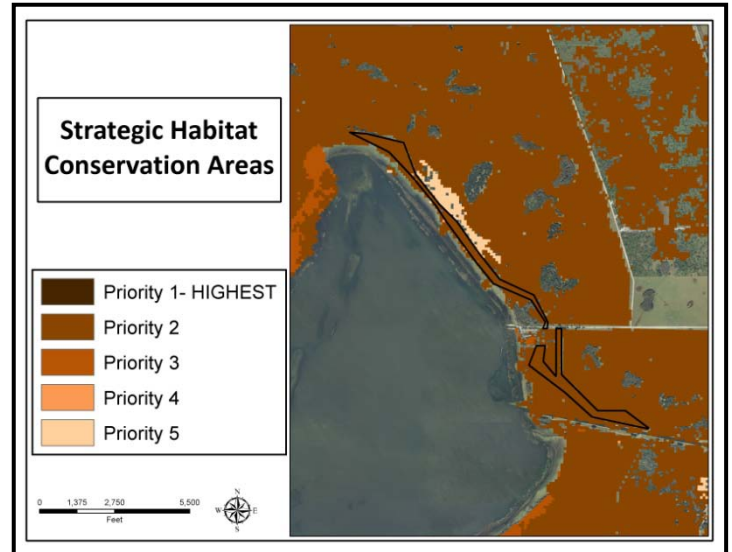 Strategic Habitat
Conservation Areas
Priority 1- HIGHEST
Priority 2
Priority 3
Priority 4
Priority 5
0 1,375 2,750 5,500
Feet
N
W E
S